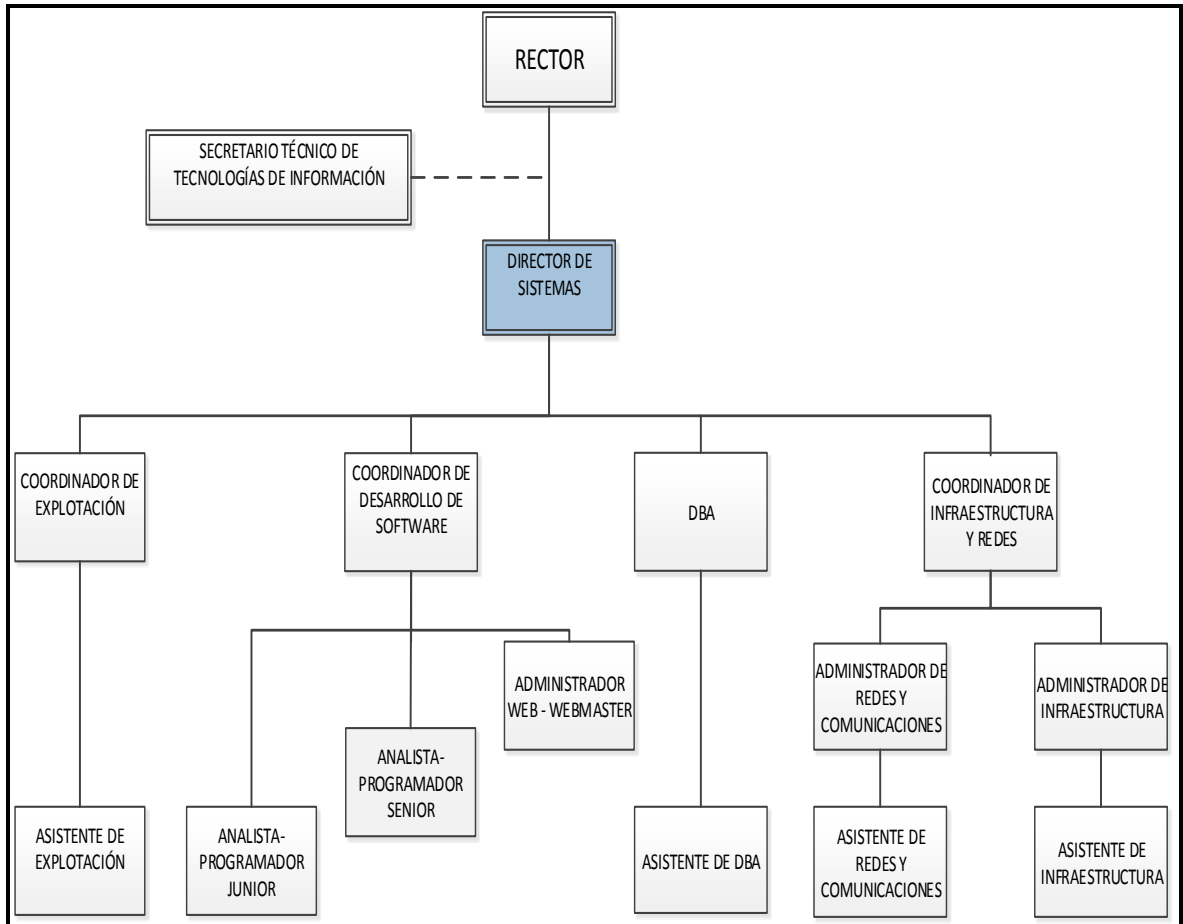 RECTOR
SECRETARIO TÉCNICO DE
TECNOLOGÍAS DE INFORMACIÓN
DIRECTOR DE
SISTEMAS
COORDINADOR DE
EXPLOTACIÓN
COORDINADOR DE
DESARROLLO DE
SOFTWARE
DBA
COORDINADOR DE
INFRAESTRUCTURA
Y REDES
ADMINISTRADOR
WEB - WEBMASTER
ADMINISTRADOR DE
REDES Y
COMUNICACIONES
ADMINISTRADOR DE
INFRAESTRUCTURA
ANALISTA-
PROGRAMADOR
SENIOR
ASISTENTE DE
EXPLOTACIÓN
ANALISTA-
PROGRAMADOR
JUNIOR
ASISTENTE DE DBA
ASISTENTE DE
REDES Y
COMUNICACIONES
ASISTENTE DE
INFRAESTRUCTURA